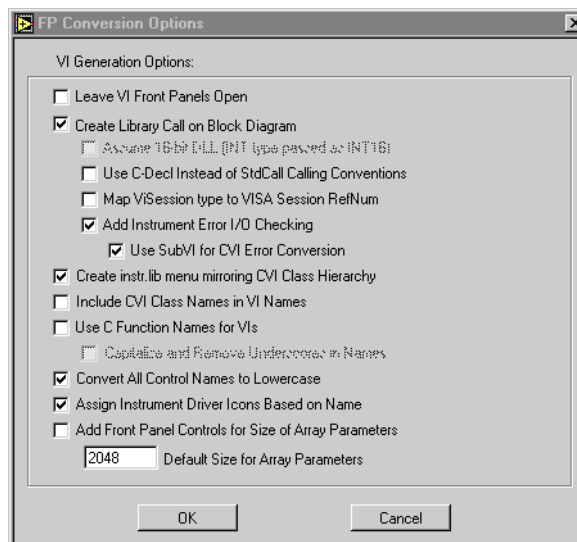 FP Conversion Options
VI Generation Options:
Leave VI Front Panels Open
Create Library Call on Block Diagram
Assume 16-bit DLL (INT type passed as INT16)
Use C-Decl Instead of StdCall Calling Conventions
Map ViSession type to VISA Session RefNum
Add Instrument Error I/O Checking
Use SubVI for CVI Error Conversion
Create instr.lib menu mirroring CVI Class Hierarchy
Include CVI Class Names in VI Names
Use C Function Names for VIs
Capitalize and Remove Underscores in Names
Convert All Control Names to Lowercase
Assign Instrument Driver Icons Based on Name
Add Front Panel Controls for Size of Array Parameters
2048 Default Size for Array Parameters
OK Cancel